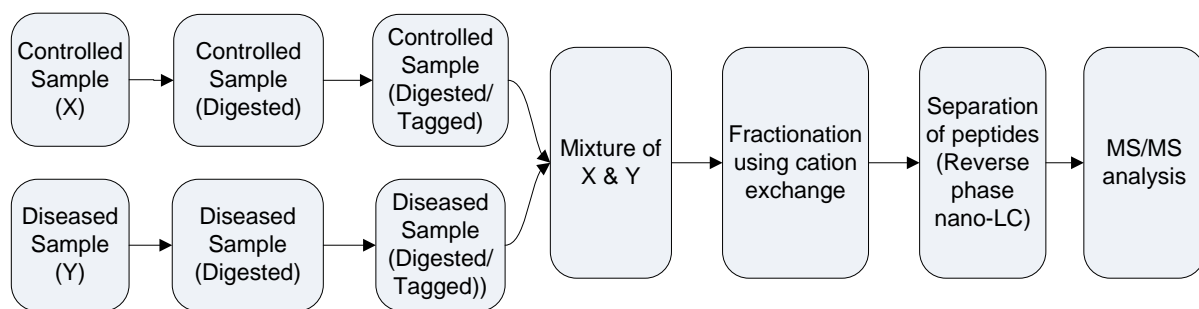 Controlled
Sample
(X)
Controlled
Sample
(Digested)
Controlled
Sample
(Digested/
Tagged)
Diseased
Sample
(Y)
Diseased
Sample
(Digested)
Diseased
Sample
(Digested/
Tagged))
Mixture of
X & Y
Fractionation
using cation
exchange
Separation
of peptides
(Reverse
phase
nano-LC)
MS/MS
analysis